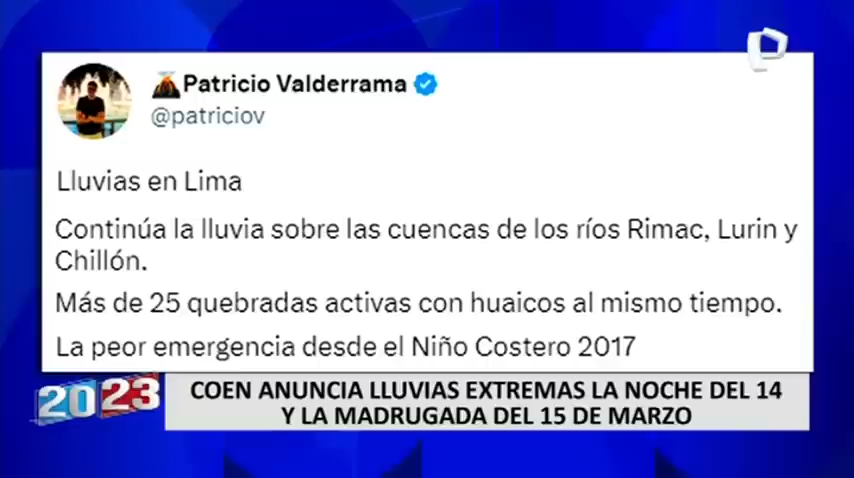 Patricio Valderrama
@patriciov
Lluvias en Lima
Continúa la lluvia sobre las cuencas de los ríos Rimac, Lurin y
Chillón.
Más de 25 quebradas activas con huaicos al mismo tiempo.
La peor emergencia desde el Niño Costero 2017
2023
COEN ANUNCIA LLUVIAS EXTREMAS LA NOCHE DEL 14
Y LA MADRUGADA DEL 15 DE MARZO